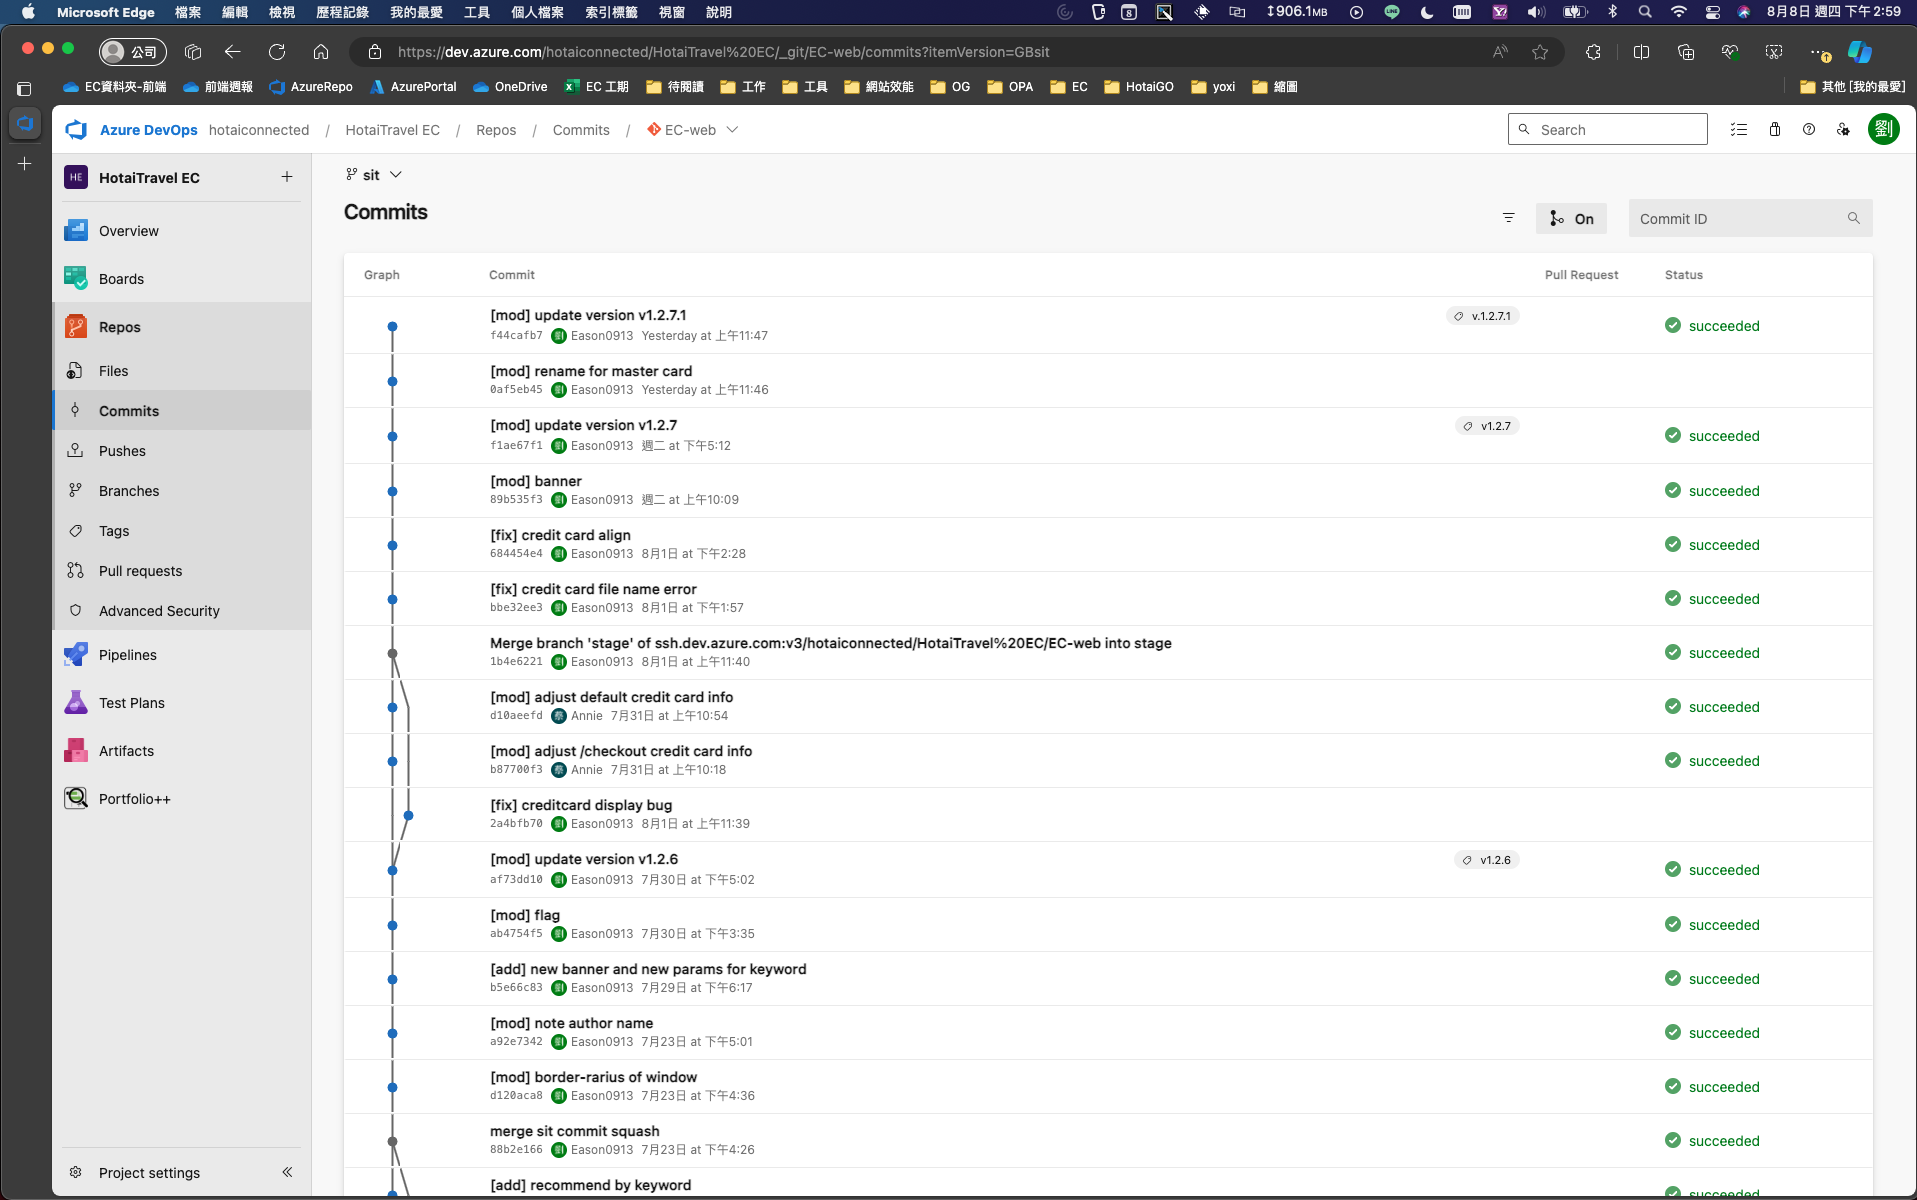 Microsoft Edge 檔案 編輯 檢視 歷程記錄 我的最愛 工具 個人檔案 索引標籤 視窗 說明 8 906.1MB LINE 8月8日 週四 下午2:59
公司 https://dev.azure.com/hotaiconnected/HotaiTravel%20EC/_git/EC-web/commits?itemVersion=GBsit
EC資料夾-前端 前端週報 AzureRepo AzurePortal OneDrive EC 工期 待閱讀 工作 工具 網站效能 OG OPA EC HotaiGO yoxi 縮圖 其他 [我的最愛]
Azure DevOps hotaiconnected / HotaiTravel EC / Repos / Commits / EC-web Search 劉
HE HotaiTravel EC
Overview
Boards
Repos
Files
Commits
Pushes
Branches
Tags
Pull requests
Advanced Security
Pipelines
Test Plans
Artifacts
Portfolio++
Project settings
sit
Commits
On Commit ID
Graph Commit Pull Request Status
[mod] update version v1.2.7.1 v.1.2.7.1 succeeded
f44cafb7 劉 Eason0913 Yesterday at 上午11:47
[mod] rename for master card
0af5eb45 劉 Eason0913 Yesterday at 上午11:46
[mod] update version v1.2.7 v1.2.7 succeeded
f1ae67f1 劉 Eason0913 週二 at 下午5:12
[mod] banner succeeded
89b535f3 劉 Eason0913 週二 at 上午10:09
[fix] credit card align succeeded
684454e4 劉 Eason0913 8月1日 at 下午2:28
[fix] credit card file name error succeeded
bbe32ee3 劉 Eason0913 8月1日 at 下午1:57
Merge branch 'stage' of ssh.dev.azure.com:v3/hotaiconnected/HotaiTravel%20EC/EC-web into stage succeeded
1b4e6221 劉 Eason0913 8月1日 at 上午11:40
[mod] adjust default credit card info succeeded
d10aeefd 蔡 Annie 7月31日 at 上午10:54
[mod] adjust /checkout credit card info succeeded
b87700f3 蔡 Annie 7月31日 at 上午10:18
[fix] creditcard display bug
2a4bfb70 劉 Eason0913 8月1日 at 上午11:39
[mod] update version v1.2.6 v1.2.6 succeeded
af73dd10 劉 Eason0913 7月30日 at 下午5:02
[mod] flag succeeded
ab4754f5 劉 Eason0913 7月30日 at 下午3:35
[add] new banner and new params for keyword succeeded
b5e66c83 劉 Eason0913 7月29日 at 下午6:17
[mod] note author name succeeded
a92e7342 劉 Eason0913 7月23日 at 下午5:01
[mod] border-rarius of window succeeded
d120aca8 劉 Eason0913 7月23日 at 下午4:36
merge sit commit squash succeeded
88b2e166 劉 Eason0913 7月23日 at 下午4:26
[add] recommend by keyword succeeded